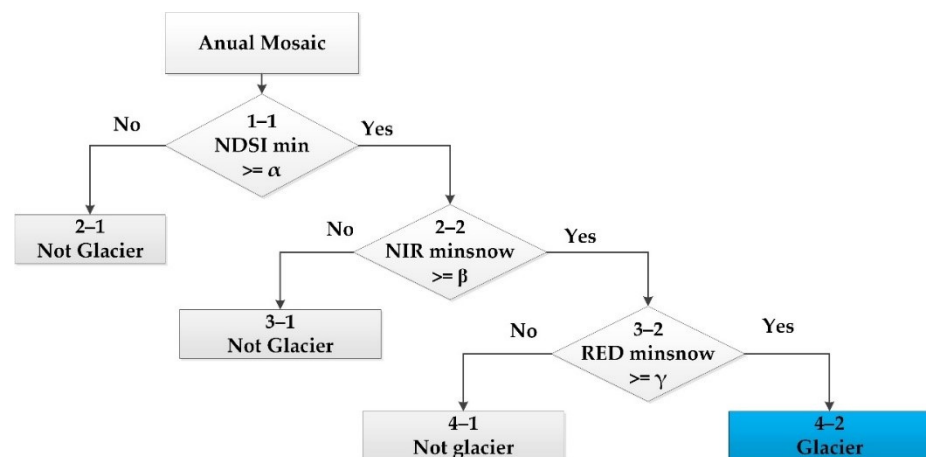 Anual Mosaic
No
1–1
NDSI min
>= α
Yes
2–1
Not Glacier
No
2–2
NIR minsnow
>= β
Yes
3–1
Not Glacier
No
3–2
RED minsnow
>= γ
Yes
4–1
Not glacier
4–2
Glacier